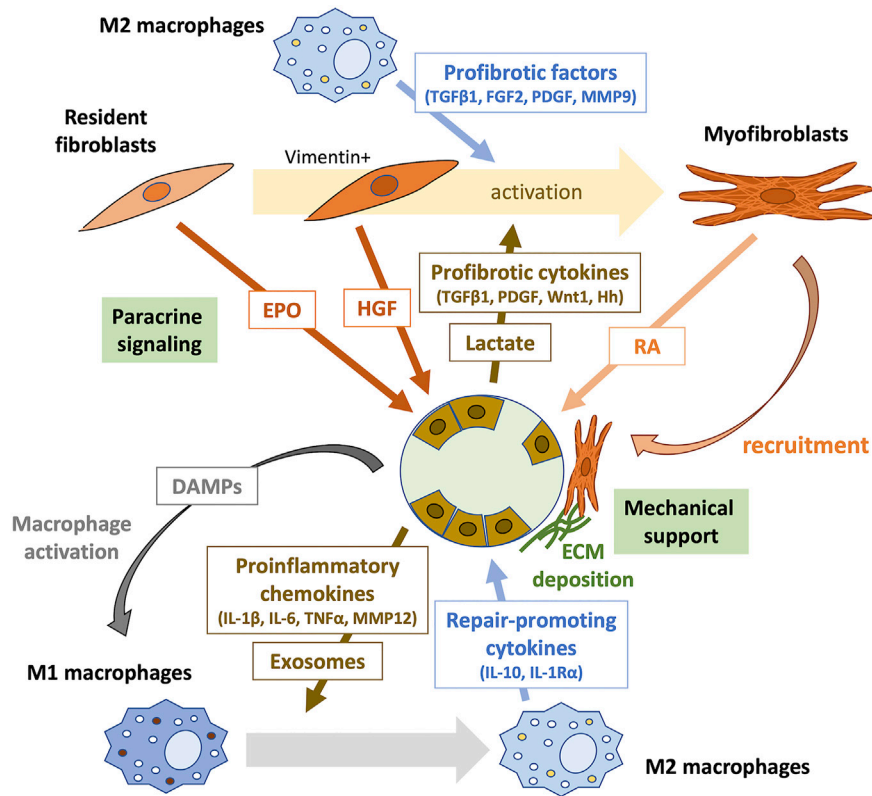 M2 macrophages
Profibrotic factors
(TGFβ1, FGF2, PDGF, MMP9)
Resident
fibroblasts
Myofibroblasts
Vimentin+
activation
Profibrotic cytokines
(TGFβ1, PDGF, Wnt1, Hh)
Paracrine
signaling
EPO
HGF
Lactate
RA
recruitment
DAMPs
Macrophage
activation
Mechanical
support
ECM
deposition
Proinflammatory
chemokines
(IL-1β, IL-6, TNFα, MMP12)
Exosomes
Repair-promoting
cytokines
(IL-10, IL-1Rα)
M1 macrophages
M2 macrophages